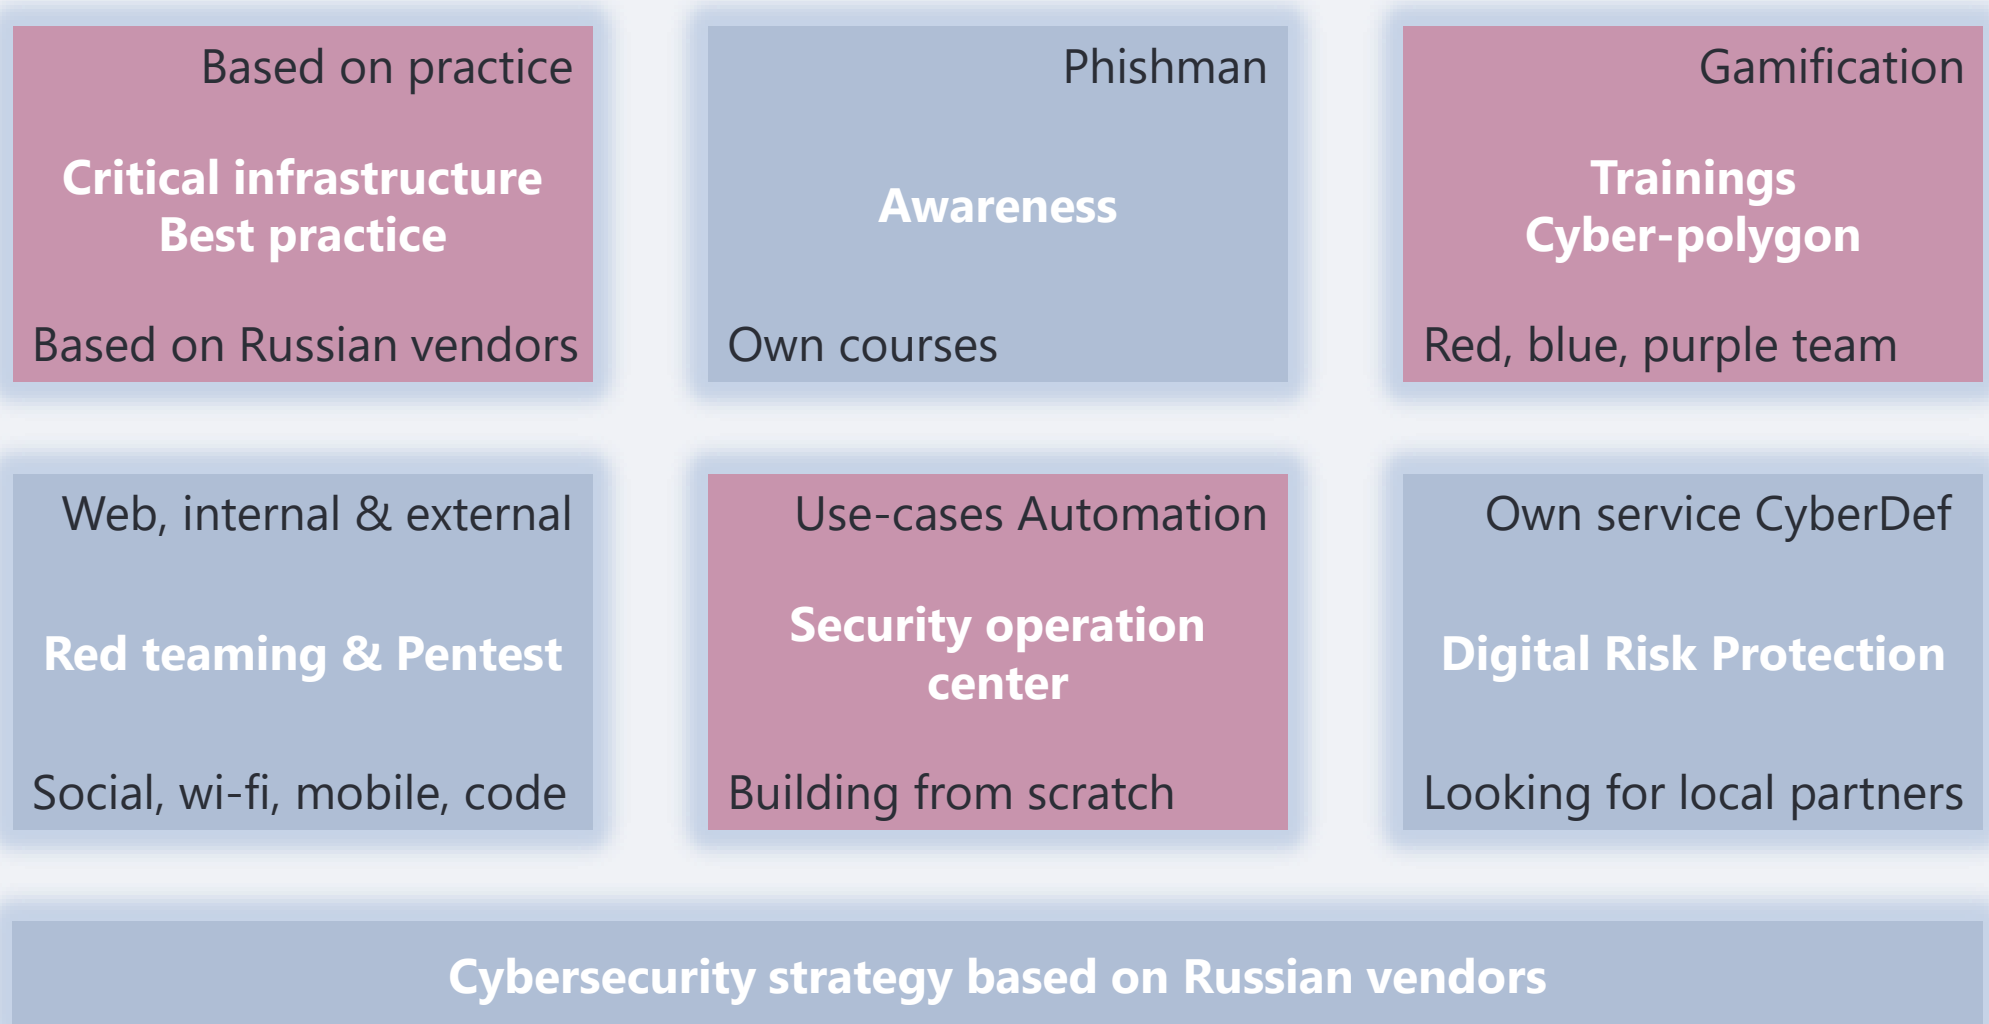 Based on practice
Critical infrastructure
Best practice
Based on Russian vendors
Phishman
Awareness
Own courses
Gamification
Trainings
Cyber-polygon
Red, blue, purple team
Web, internal & external
Red teaming & Pentest
Social, wi-fi, mobile, code
Use-cases Automation
Security operation
center
Building from scratch
Own service CyberDef
Digital Risk Protection
Looking for local partners
Cybersecurity strategy based on Russian vendors